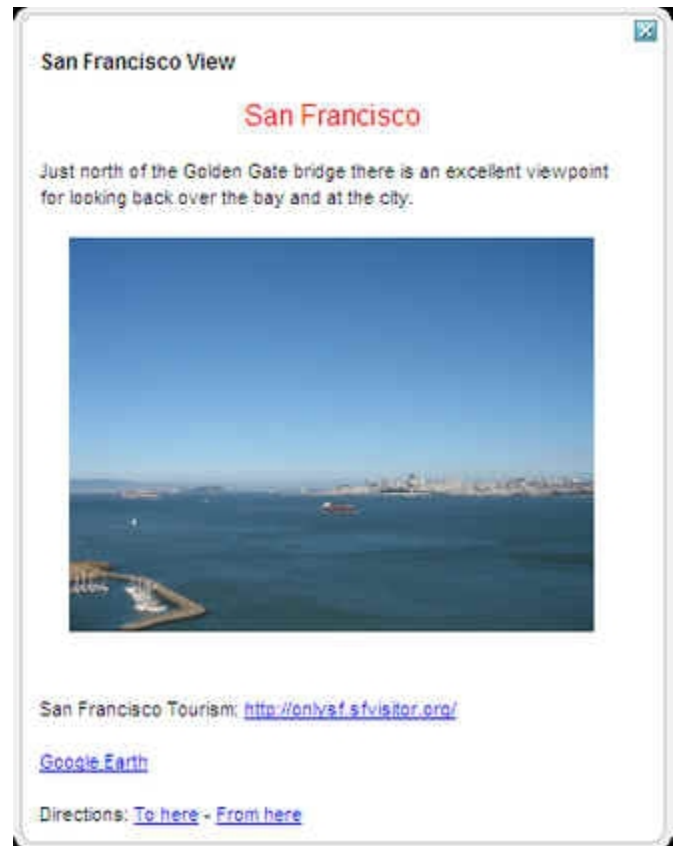 San Francisco View
San Francisco
Just north of the Golden Gate bridge there is an excellent viewpoint
for looking back over the bay and at the city.
San Francisco Tourism: http://onlysf.sfvisitor.org/
Google Earth
Directions: To here - From here